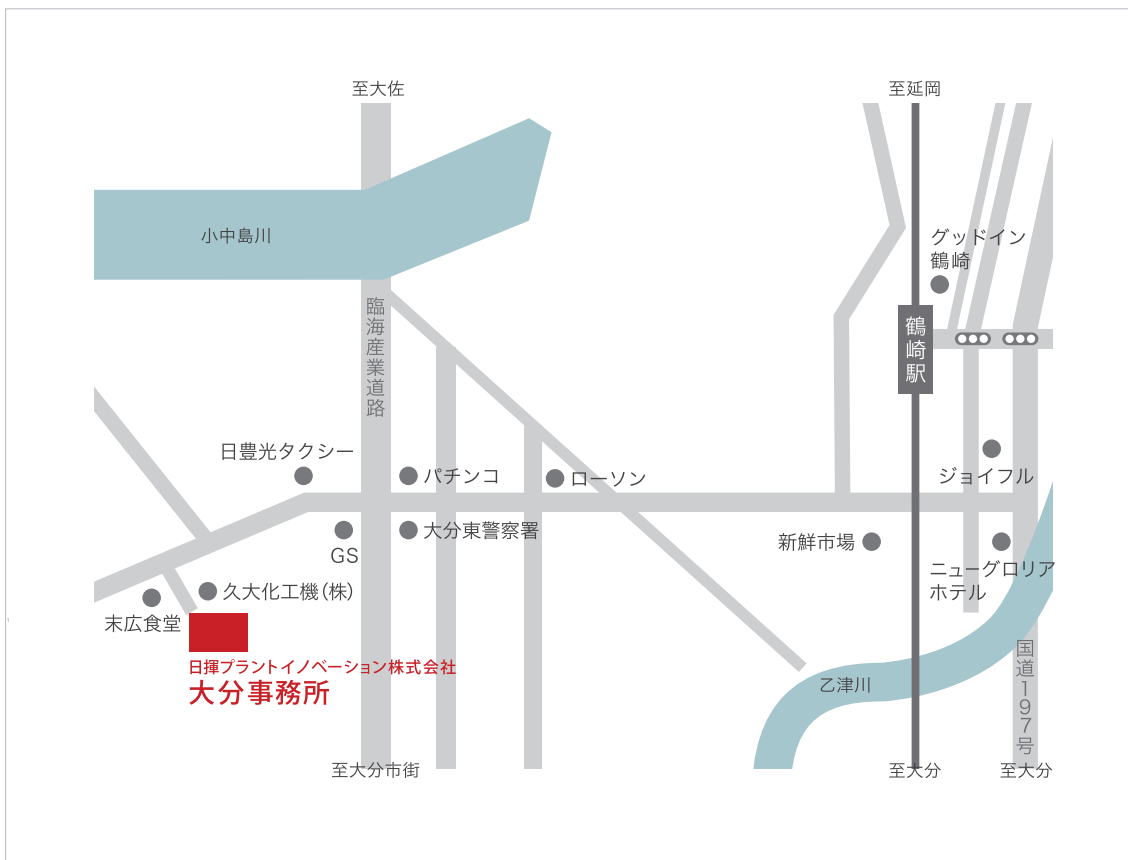 至大佐
至延岡
小中島川
グッドイン
鶴崎
臨海産業道路
鶴崎駅
日豊光タクシー
パチンコ
ローソン
ジョイフル
GS
大分東警察署
新鮮市場
ニューグロリア
ホテル
久大化工機(株)
末広食堂
日揮プラントイノベーション株式会社
大分事務所
乙津川
国道197号
至大分市街
至大分
至大分